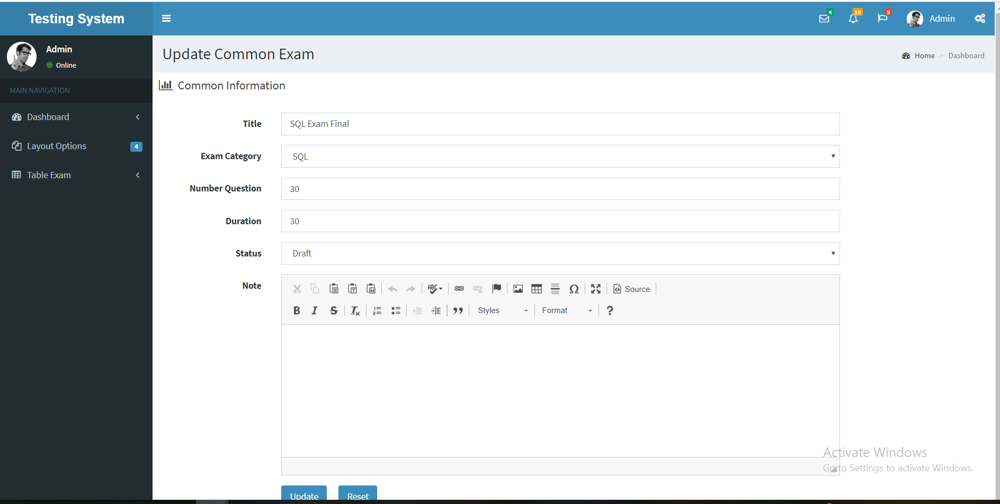 Testing System
4
10
9
Admin
Admin
Online
Update Common Exam
Home > Dashboard
MAIN NAVIGATION
Dashboard
Layout Options
4
Table Exam
Common Information
Title
SQL Exam Final
Exam Category
SQL
Number Question
30
Duration
30
Status
Draft
Note
ABC
Source
B I S Tx
Styles
Format
?
Activate Windows
Go to Settings to activate Windows.
Update
Reset